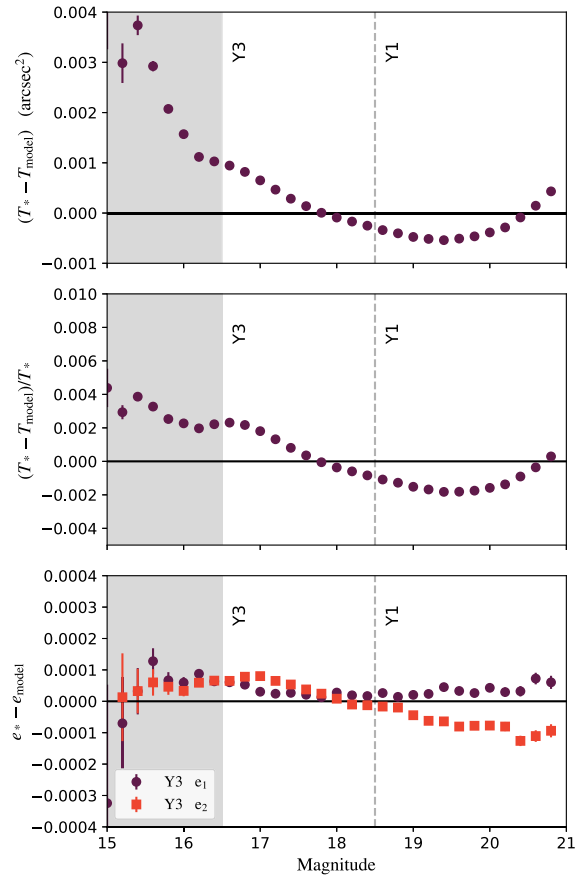 (T* − T_model) (arcsec²)
0.004
0.003
0.002
0.001
0.000
−0.001
Y3
Y1
(T* − T_model)/T*
0.010
0.008
0.006
0.004
0.002
0.000
−0.002
−0.004
Y3
Y1
e* − e_model
0.0004
0.0003
0.0002
0.0001
0.0000
−0.0001
−0.0002
−0.0003
−0.0004
Y3
Y1
Y3 e₁
Y3 e₂
15 16 17 18 19 20 21
Magnitude